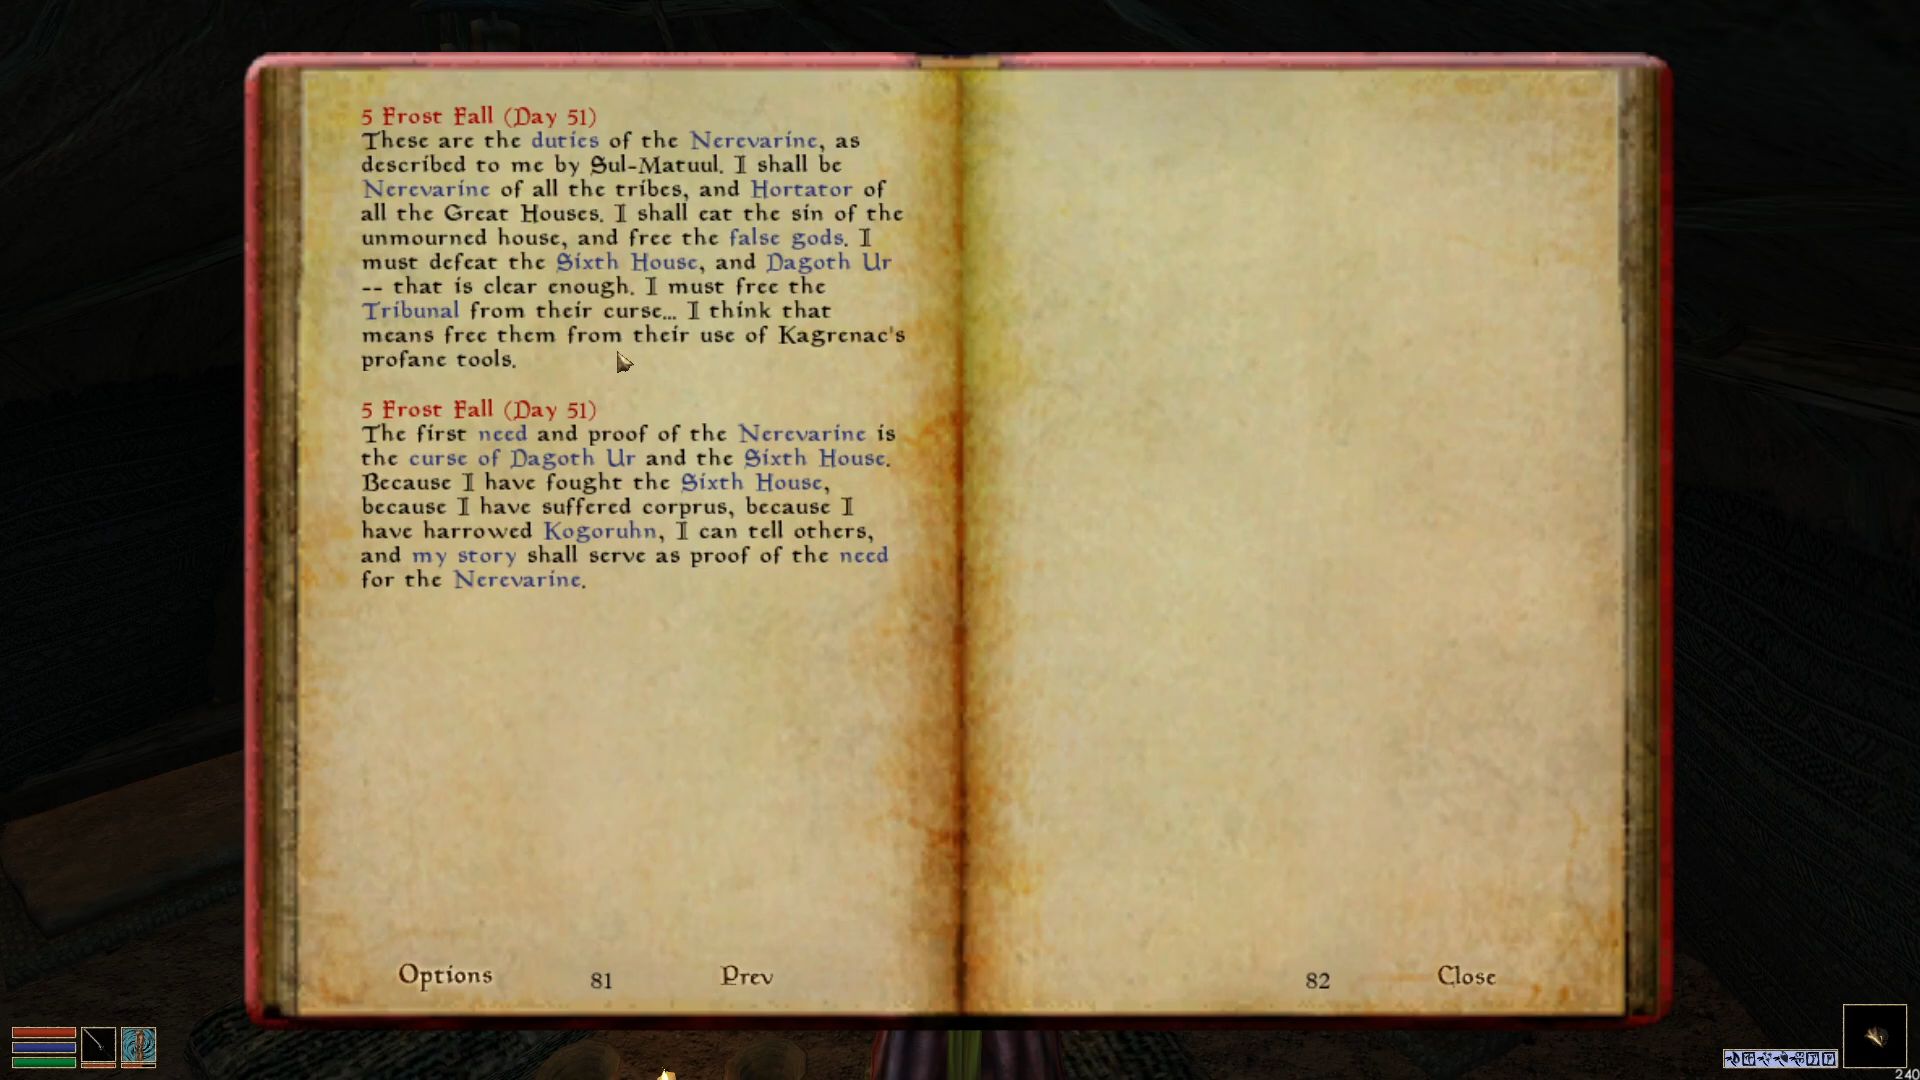 5 Frost Fall (Day 51)
These are the duties of the Nerevarine, as
described to me by Sul-Matuul. I shall be
Nerevarine of all the tribes, and Hortator of
all the Great Houses. I shall eat the sin of the
unmourned house, and free the false gods. I
must defeat the Sixth House, and Dagoth Ur
-- that is clear enough. I must free the
Tribunal from their curse... I think that
means free them from their use of Kagrenac's
profane tools.
5 Frost Fall (Day 51)
The first need and proof of the Nerevarine is
the curse of Dagoth Ur and the Sixth House.
Because I have fought the Sixth House,
because I have suffered corprus, because I
have harrowed Kogoruhn, I can tell others,
and my story shall serve as proof of the need
for the Nerevarine.
Options 81 Prev
82 Close
240